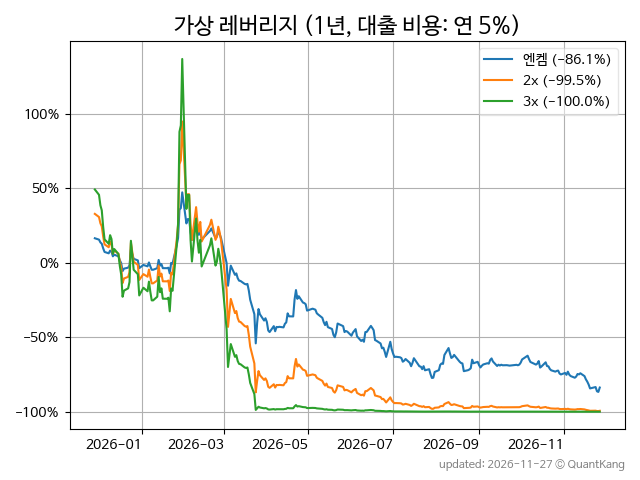 가상 레버리지 (1년, 대출 비용: 연 5%)
엔켐 (−86.1%)
2x (−99.5%)
3x (−100.0%)
100%
50%
0%
−50%
−100%
2026-01
2026-03
2026-05
2026-07
2026-09
2026-11
updated: 2026-11-27 © QuantKang